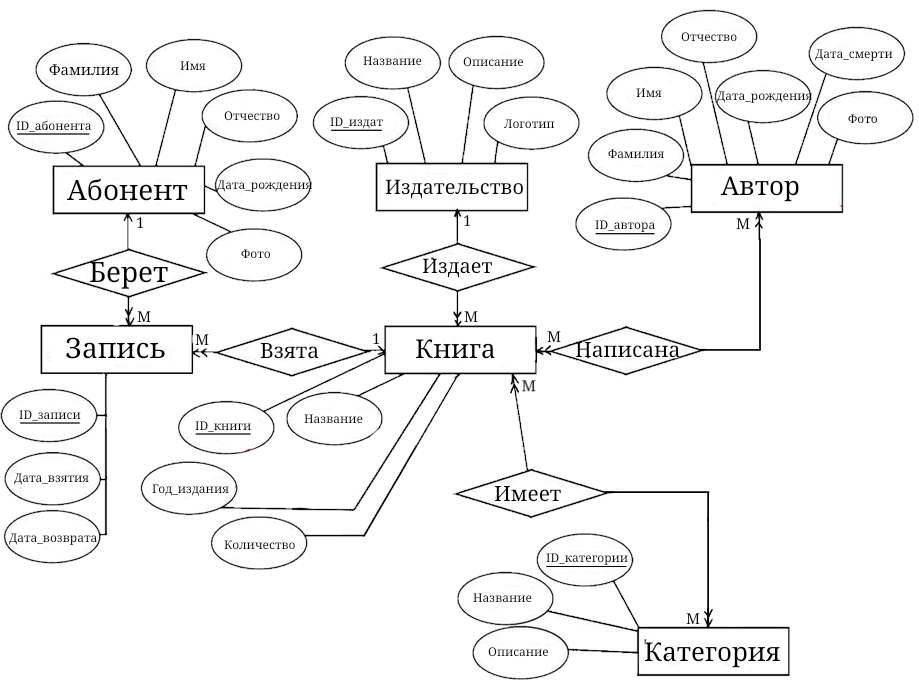 Отчество
Дата_смерти
Фамилия
Имя
Название
Описание
Имя
Дата_рождения
Фото
ID_абонента
Отчество
ID_издат
Логотип
Фамилия
Абонент
Дата_рождения
Издательство
Автор
1
1
ID_автора
М
Фото
Берет
Издает
М
М
Запись
М
Взята
1
Книга
М
Написана
М
ID_записи
ID_книги
Название
Дата_взятия
Год_издания
Имеет
Дата_возврата
Количество
ID_категории
Название
М
Описание
Категория